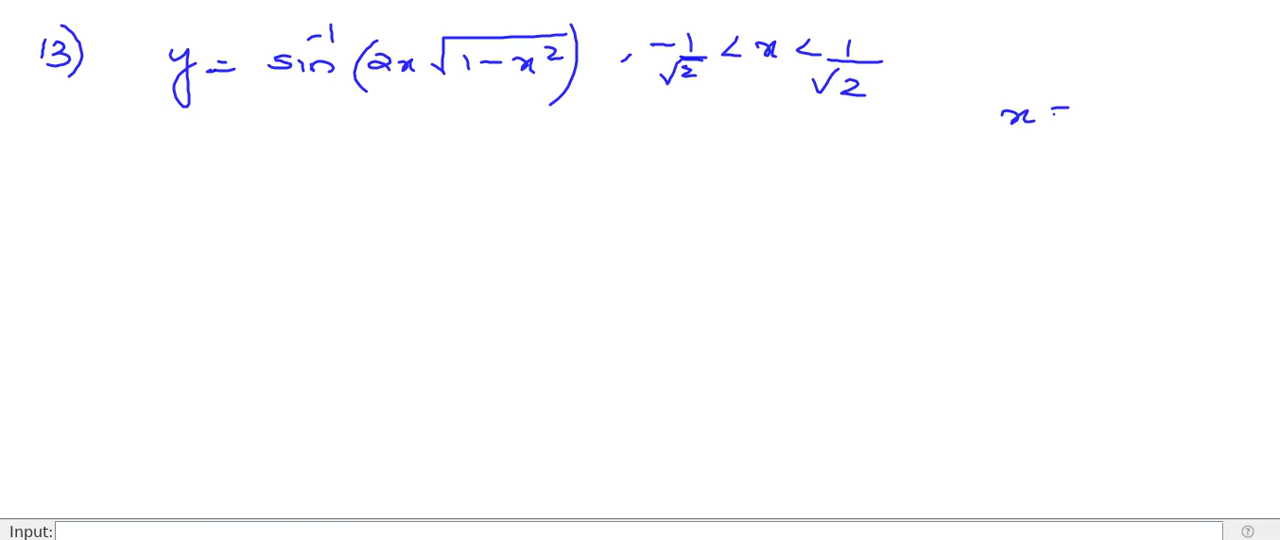 13) y = sin⁻¹(2x√(1-x²)) , -1/√2 < x < 1/√2
x =
Input: